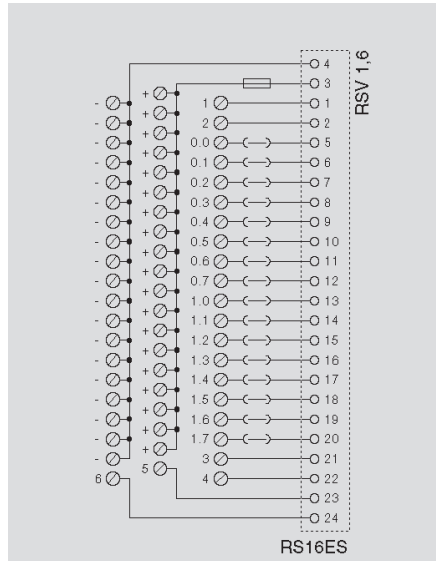 4
3
RSV 1,6
+
- 1 1
+
- 2 2
+
- 0.0 5
+
- 0.1 6
+
- 0.2 7
+
- 0.3 8
+
- 0.4 9
+
- 0.5 10
+
- 0.6 11
+
- 0.7 12
+
- 1.0 13
+
- 1.1 14
+
- 1.2 15
+
- 1.3 16
+
- 1.4 17
+
- 1.5 18
+
- 1.6 19
+
- 1.7 20
+
- 3 21
5
6 4 22
23
24
RS16ES